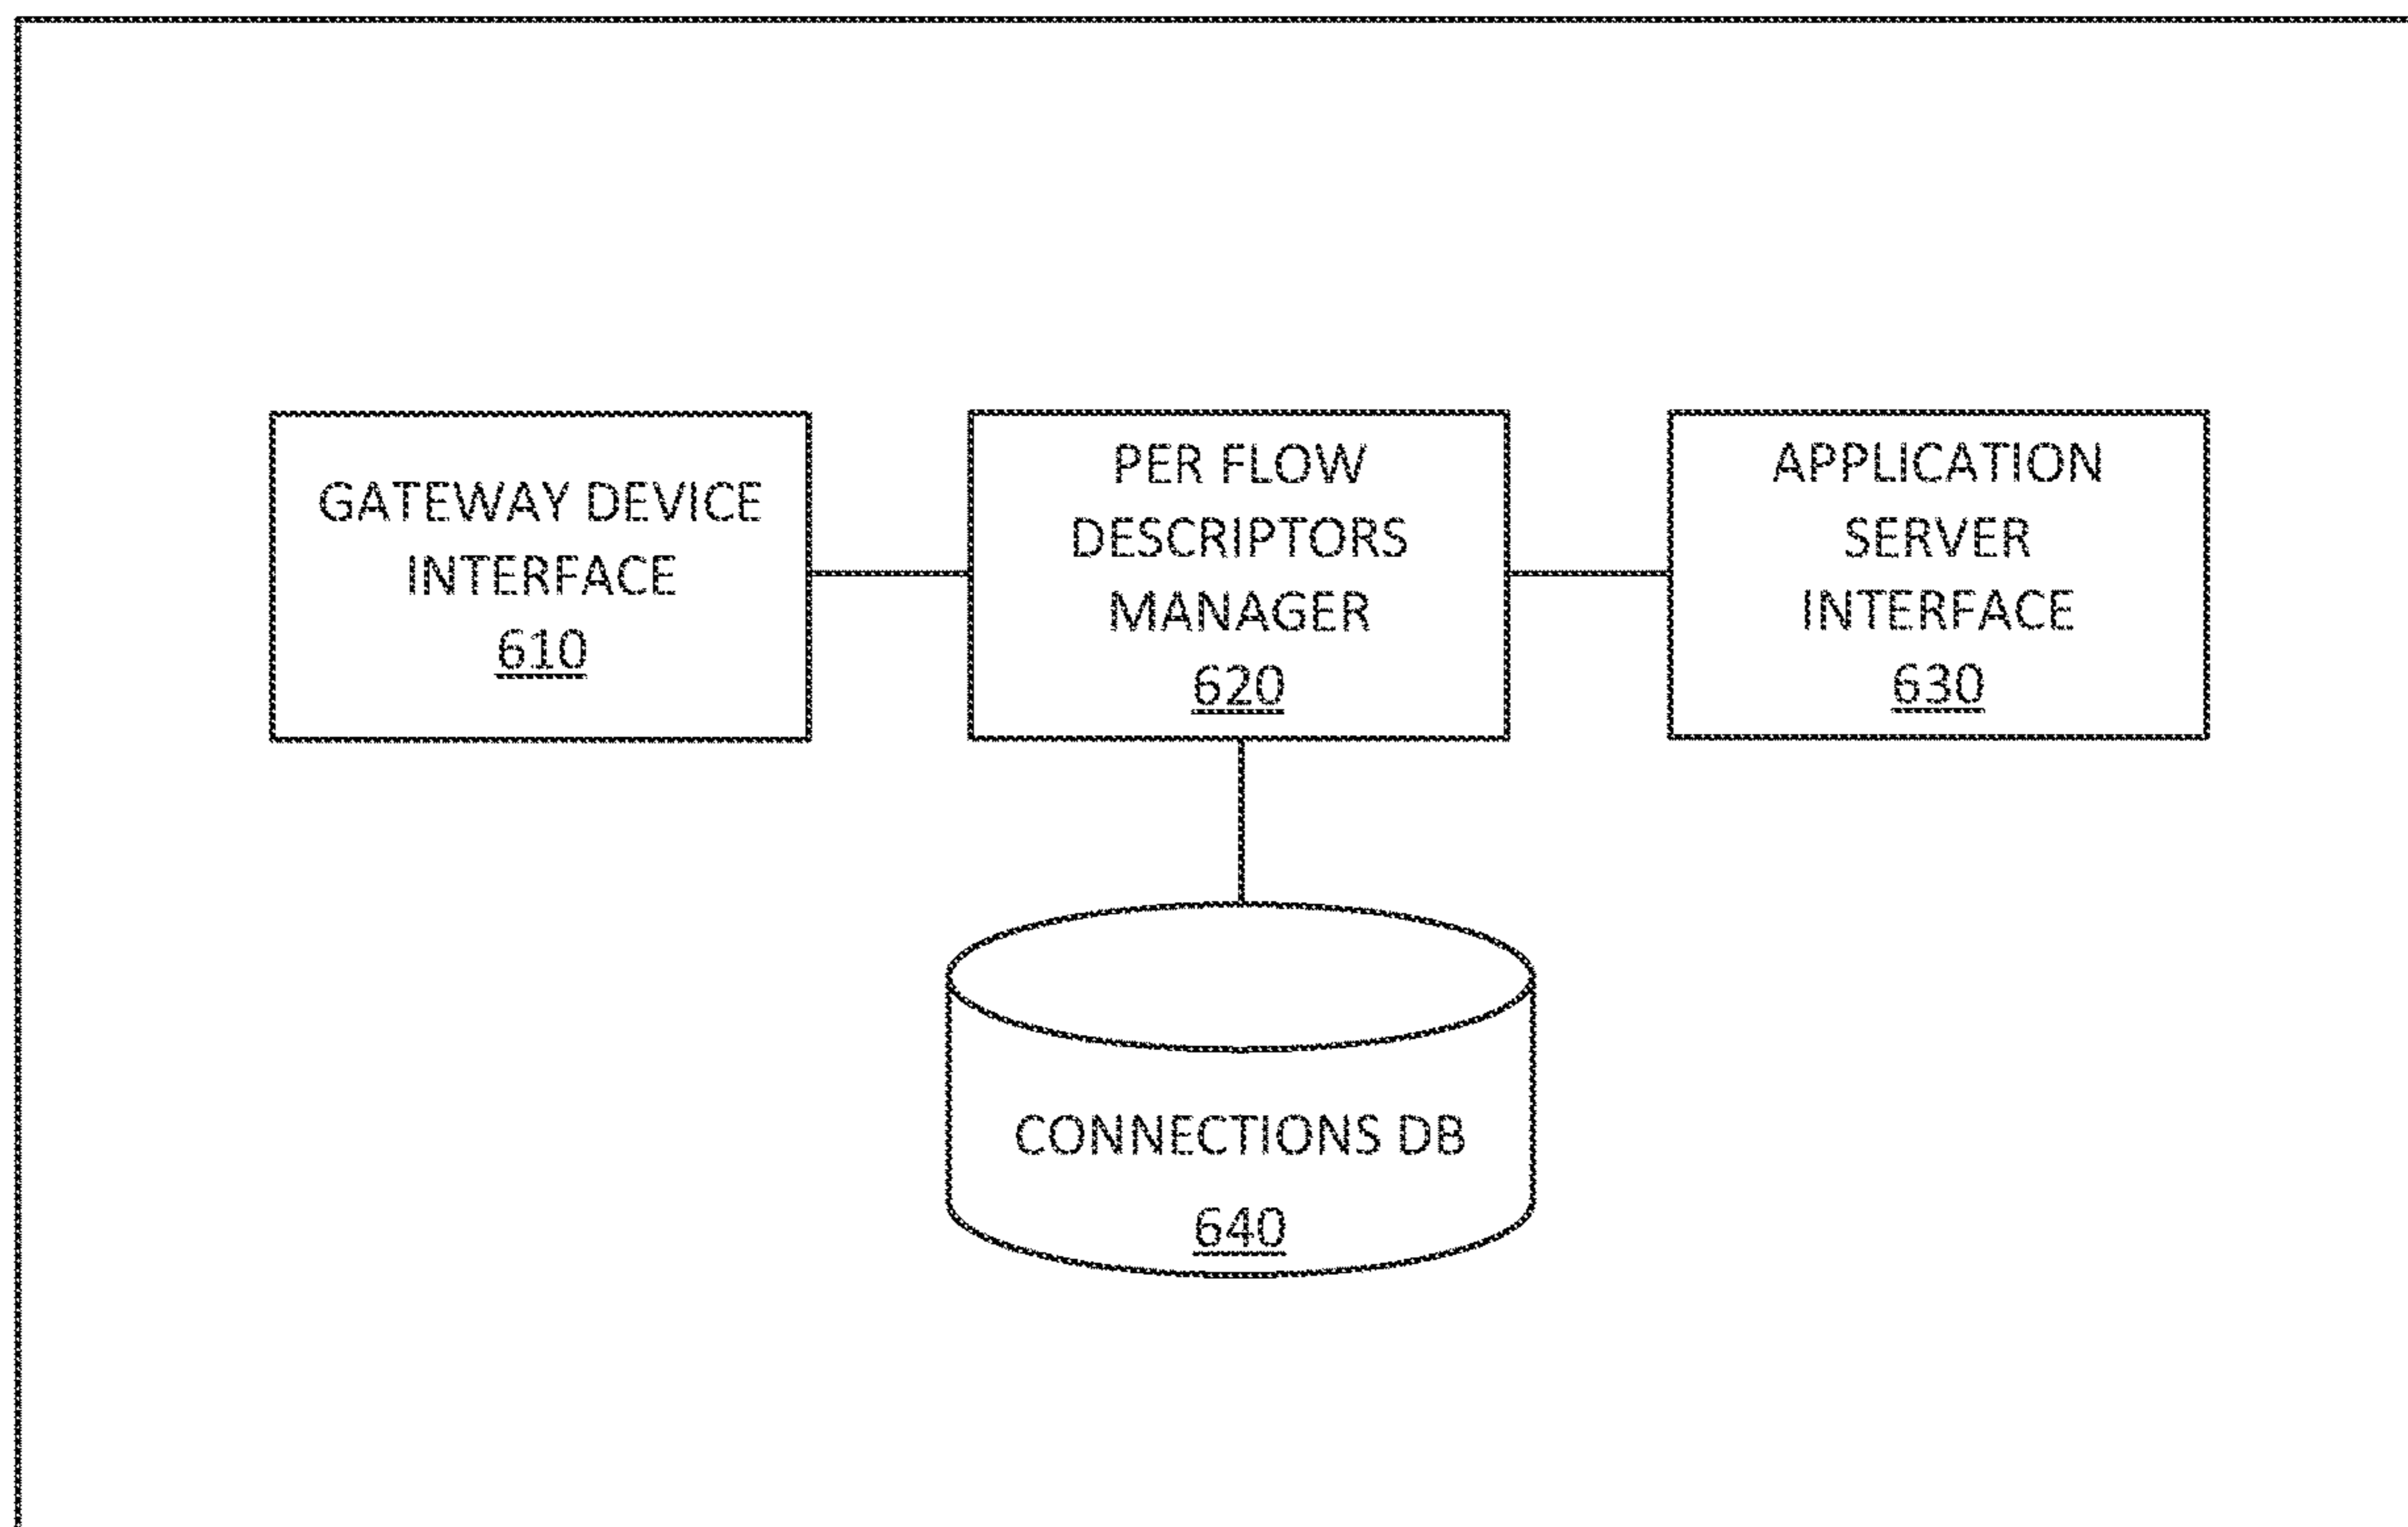 GATEWAY DEVICE
INTERFACE
610
PER FLOW
DESCRIPTORS
MANAGER
620
APPLICATION
SERVER
INTERFACE
630
CONNECTIONS DB
640